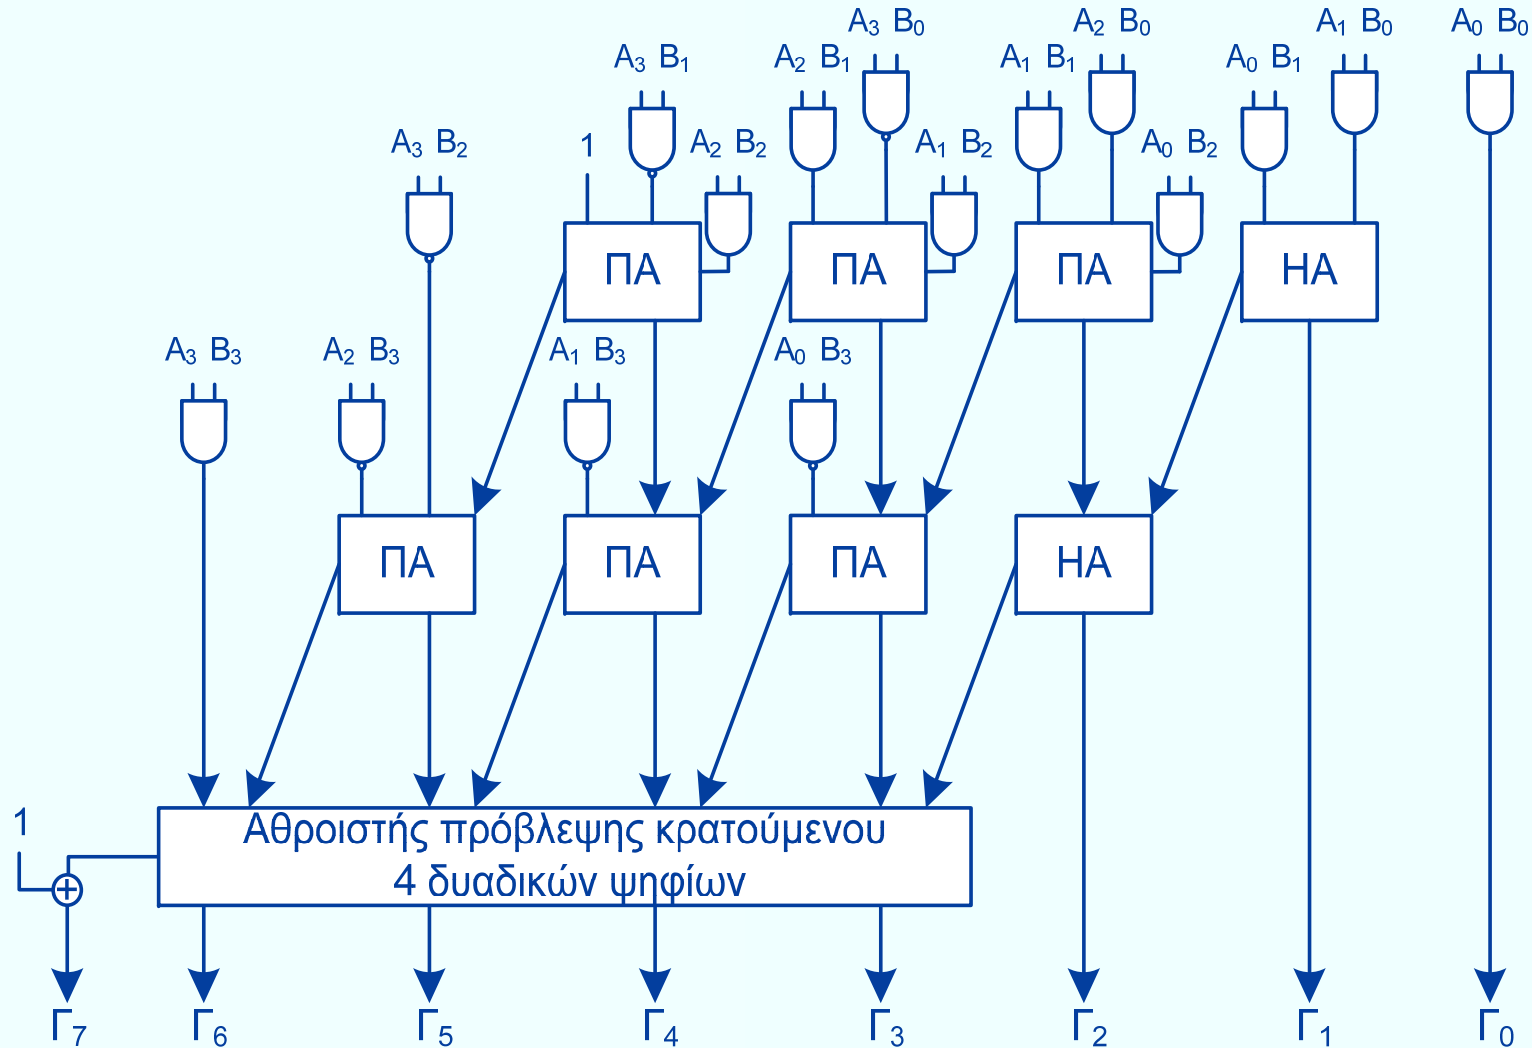 A₃ B₀ A₂ B₀ A₁ B₀ A₀ B₀
A₃ B₁ A₂ B₁ A₁ B₁ A₀ B₁
A₃ B₂ 1 A₂ B₂ A₁ B₂ A₀ B₂
ΠΑ ΠΑ ΠΑ ΗΑ
A₃ B₃ A₂ B₃ A₁ B₃ A₀ B₃
ΠΑ ΠΑ ΠΑ ΗΑ
1 Αθροιστής πρόβλεψης κρατούμενου
4 δυαδικών ψηφίων
Γ₇ Γ₆ Γ₅ Γ₄ Γ₃ Γ₂ Γ₁ Γ₀